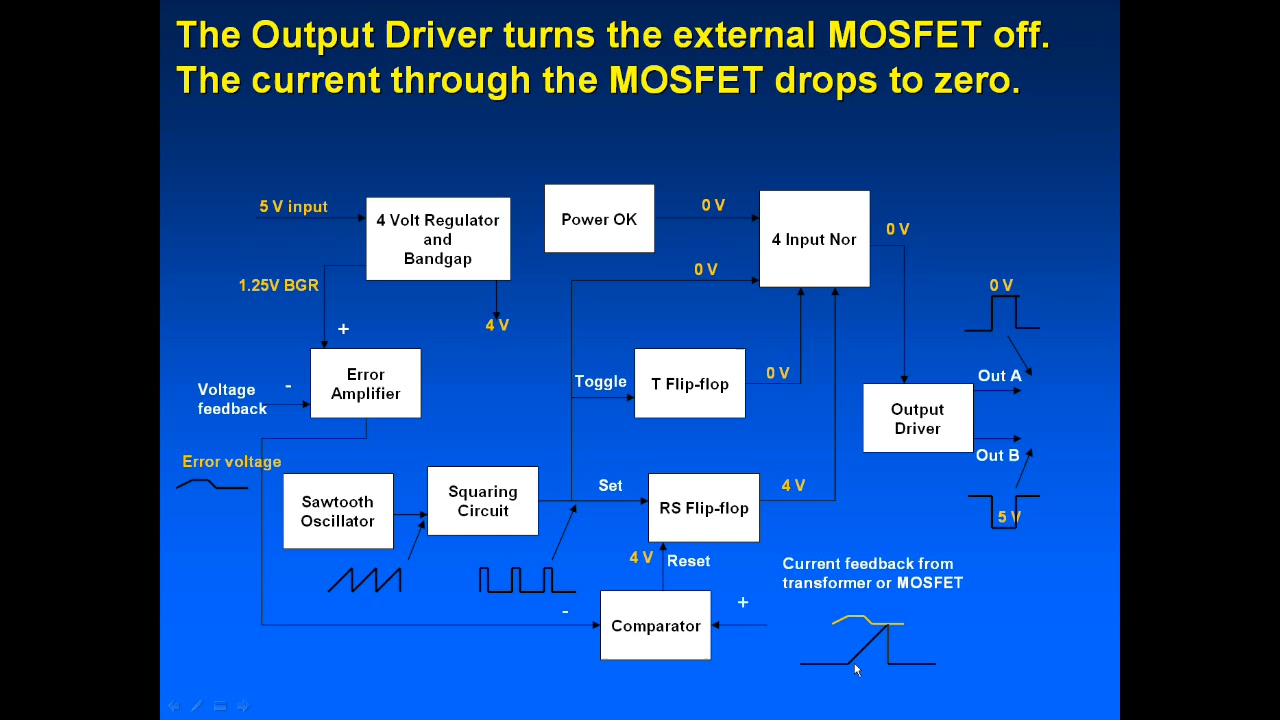 The Output Driver turns the external MOSFET off.
The current through the MOSFET drops to zero.
5 V input
4 Volt Regulator
and
Bandgap
Power OK
0 V
4 Input Nor
0 V
0 V
1.25V BGR
0 V
4 V
+
Error
Amplifier
-
Voltage
feedback
Toggle
T Flip-flop
0 V
Out A
Output
Driver
Out B
Error voltage
Sawtooth
Oscillator
Squaring
Circuit
Set
RS Flip-flop
4 V
5 V
4 V
Reset
Current feedback from
transformer or MOSFET
-
Comparator
+